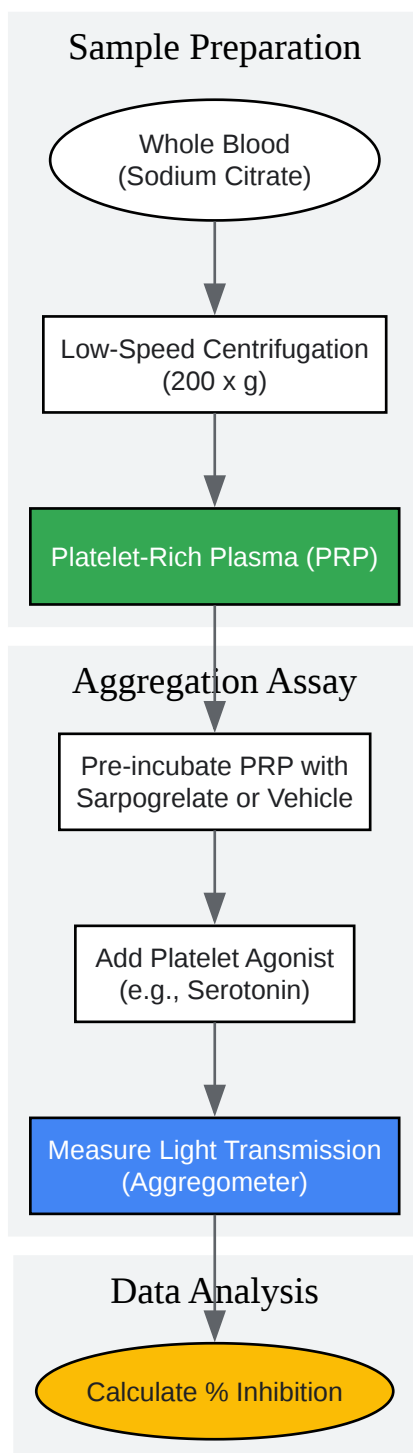 Sample Preparation
Whole Blood
(Sodium Citrate)
Low-Speed Centrifugation
(200 x g)
Platelet-Rich Plasma (PRP)
Aggregation Assay
Pre-incubate PRP with
Sarpogrelate or Vehicle
Add Platelet Agonist
(e.g., Serotonin)
Measure Light Transmission
(Aggregometer)
Data Analysis
Calculate % Inhibition